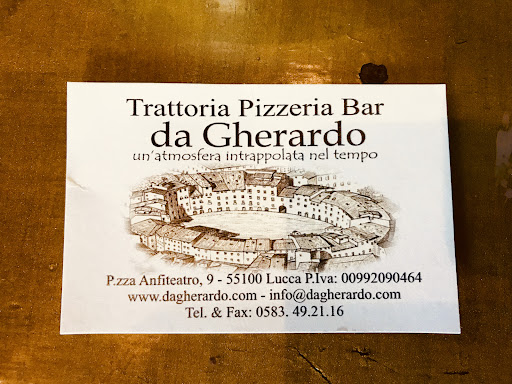 Trattoria Pizzeria Bar
da Gherardo
un'atmosfera intrappolata nel tempo
P.zza Anfiteatro, 9 - 55100 Lucca P.Iva: 00992090464
www.dagherardo.com - info@dagherardo.com
Tel. & Fax: 0583. 49.21.16